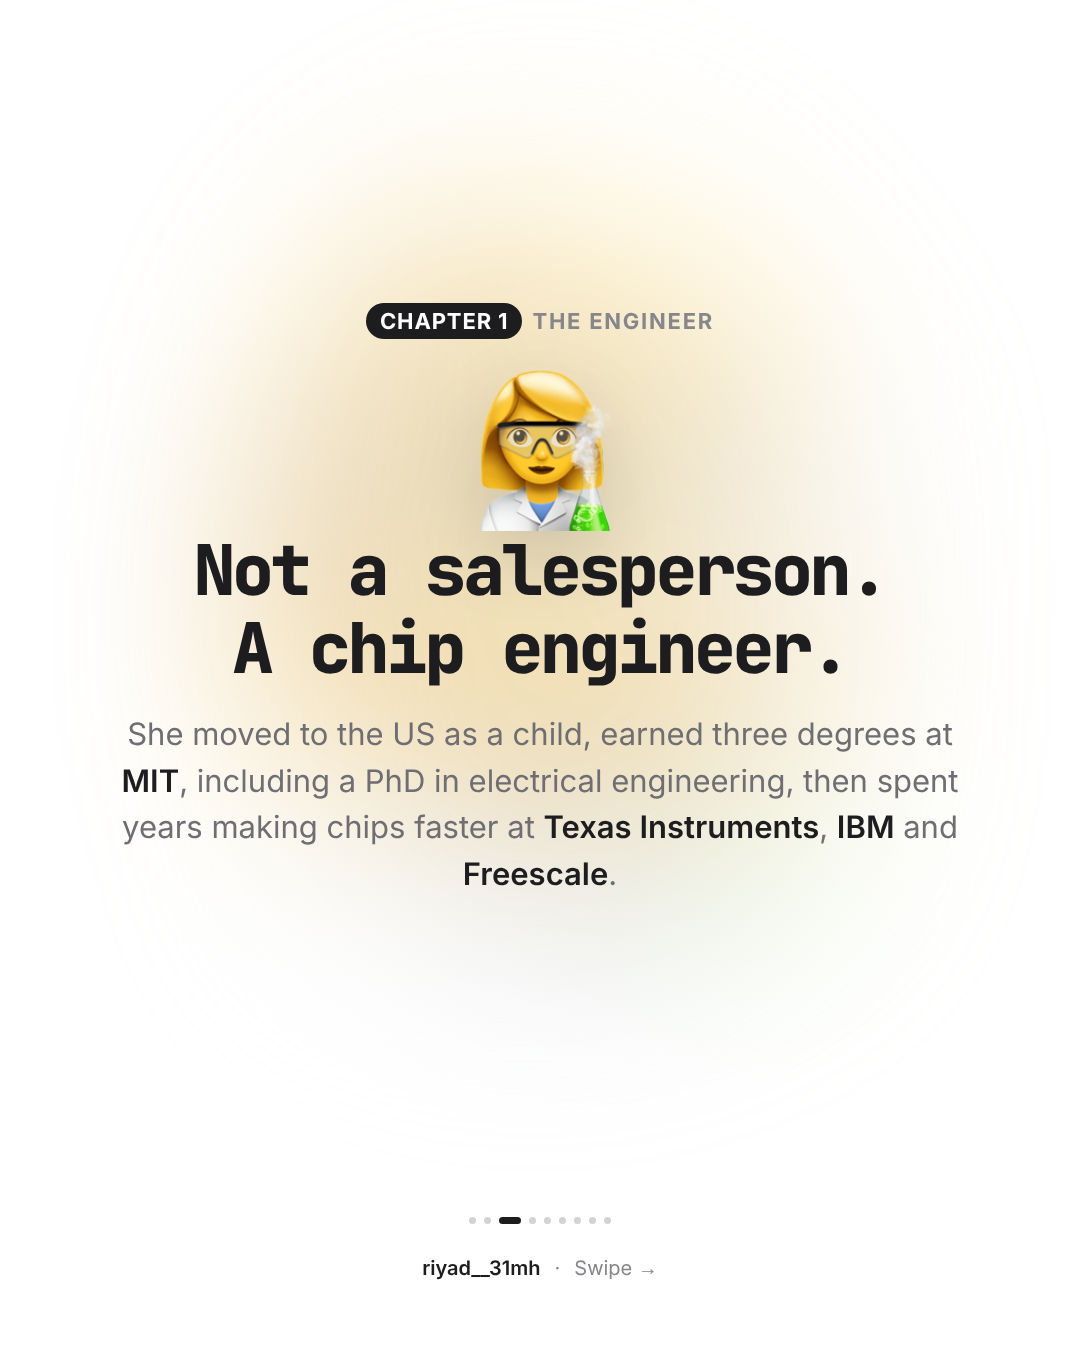 CHAPTER 1 THE ENGINEER
Not a salesperson.
A chip engineer.
She moved to the US as a child, earned three degrees at
MIT, including a PhD in electrical engineering, then spent
years making chips faster at Texas Instruments, IBM and
Freescale.
riyad__31mh · Swipe →